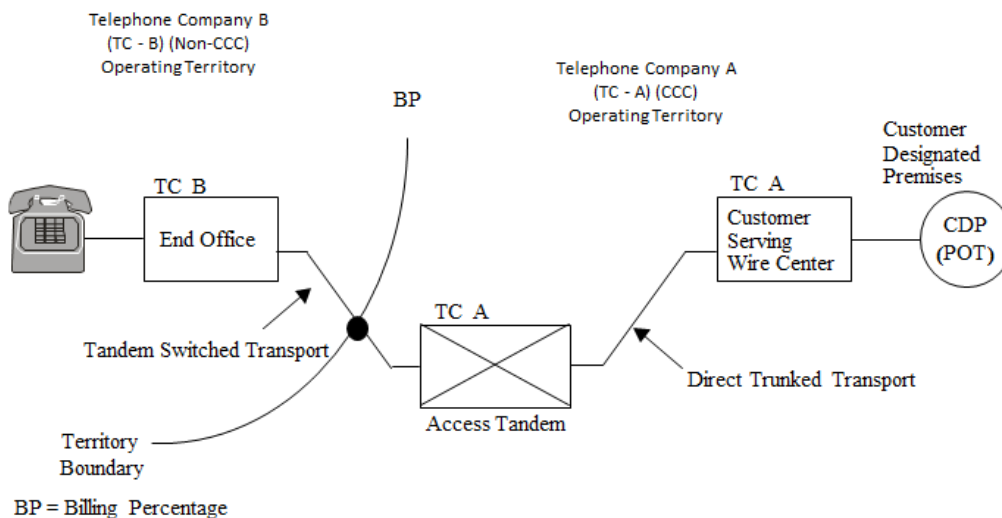 Telephone Company B
(TC - B) (Non-CCC)
Operating Territory
Telephone Company A
(TC - A) (CCC)
Operating Territory
BP
Customer
Designated
Premises
TC B
End Office
TC A
Customer
Serving
Wire Center
CDP
(POT)
TC A
Tandem Switched Transport
Direct Trunked Transport
Access Tandem
Territory
Boundary
BP = Billing Percentage